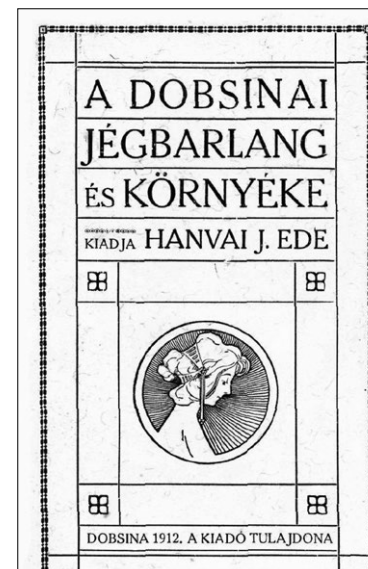 A DOBSINAI
JÉGBARLANG
ÉS KÖRNYÉKE
KIADJA HANVAI J. EDE
DOBSINA 1912. A KIADÓ TULAJDONA